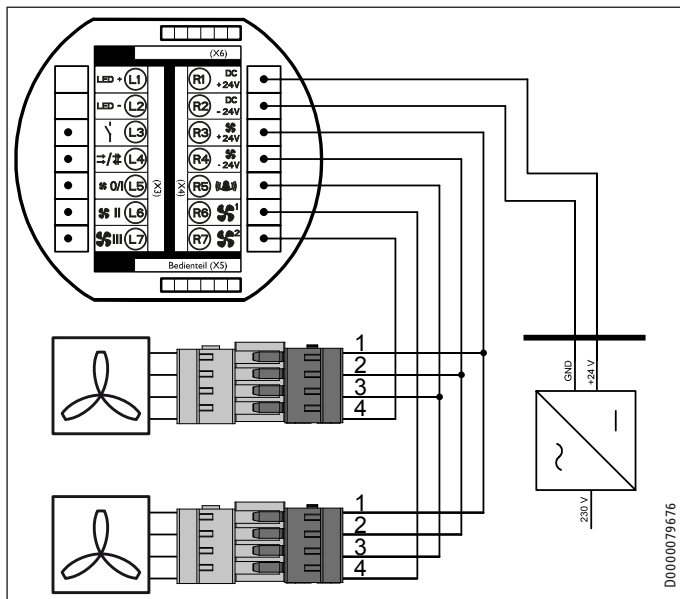 (X6)
LED + L1
R1 DC +24V
LED - L2
R2 DC - 24V
L3
R3 +24V
L4
R4 - 24V
0/I L5
R5
II L6
R6 1
III L7
R7 2
(X3)
(X4)
Bedienteil (X5)
1
2
3
4
1
2
3
4
GND
+24 V
230 V
D0000079676